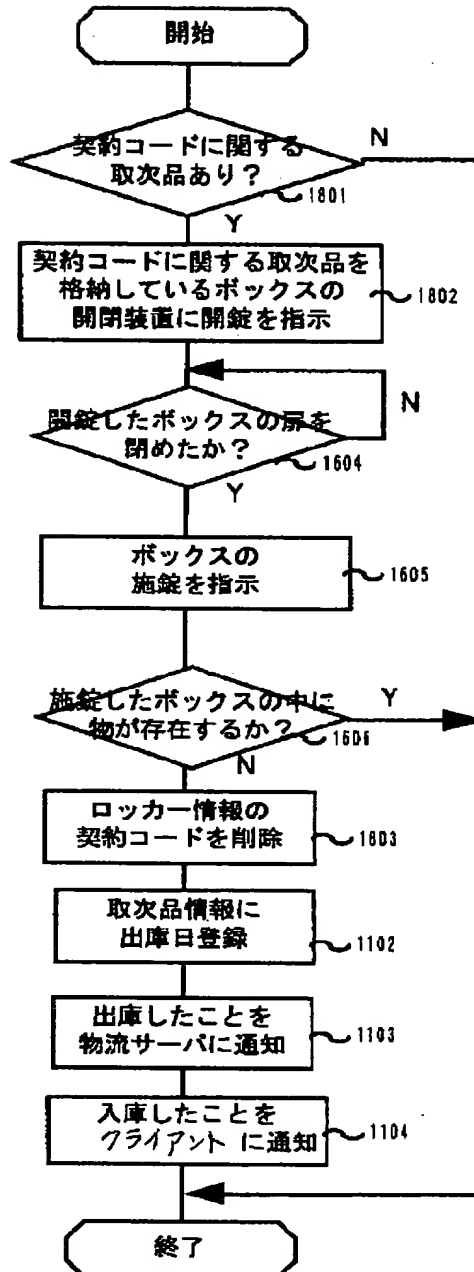 開始
契約コードに関する
取次品あり？
N
1801
Y
契約コードに関する取次品を
格納しているボックスの
開閉装置に開錠を指示
1802
開錠したボックスの扉を
閉めたか？
N
1604
Y
ボックスの
施錠を指示
1605
施錠したボックスの中に
物が存在するか？
Y
1606
N
ロッカー情報の
契約コードを削除
1803
取次品情報に
出庫日登録
1102
出庫したことを
物流サーバに通知
1103
入庫したことを
クライアントに通知
1104
終了